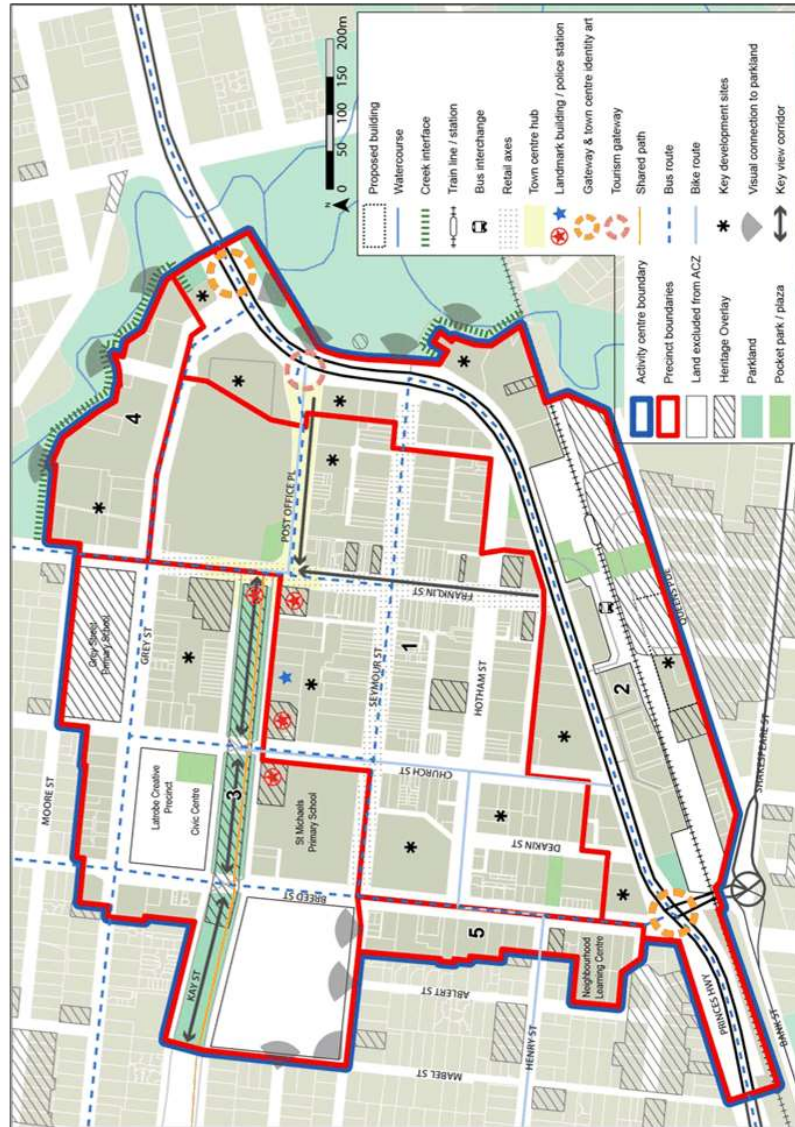 MOORE ST
Grey Street
Primary School
GREY ST
4
Latrobe Creative
Precinct
Civic Centre
3
KAY ST
POST OFFICE PL
St Michaels
Primary School
BREED ST
SEYMOUR ST
1
FRANKLIN ST
CHURCH ST
HOTHAM ST
DEAKIN ST
5
ABLERT ST
HENRY ST
MABEL ST
Neighbourhood
Learning Centre
PRINCES HWY
BANK ST
2
SHAKESPEARE ST
N
0 50 100 150 200m
Activity centre boundary
Precinct boundaries
Land excluded from ACZ
Heritage Overlay
Parkland
Pocket park / plaza
Proposed building
Watercourse
Creek interface
Train line / station
Bus interchange
Retail axes
Town centre hub
Landmark building / police station
Gateway & town centre identity art
Tourism gateway
Shared path
Bus route
Bike route
Key development sites
Visual connection to parkland
Key view corridor